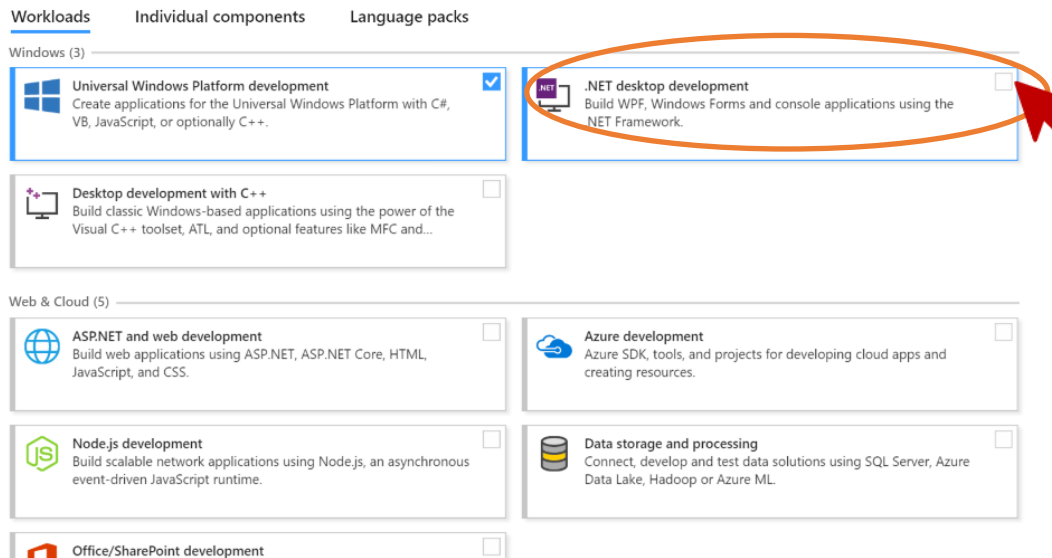 Workloads Individual components Language packs
Windows (3)
Universal Windows Platform development
Create applications for the Universal Windows Platform with C#,
VB, JavaScript, or optionally C++.
.NET
.NET desktop development
Build WPF, Windows Forms and console applications using the
.NET Framework.
Desktop development with C++
Build classic Windows-based applications using the power of the
Visual C++ toolset, ATL, and optional features like MFC and...
Web & Cloud (5)
ASP.NET and web development
Build web applications using ASP.NET, ASP.NET Core, HTML,
JavaScript, and CSS.
Azure development
Azure SDK, tools, and projects for developing cloud apps and
creating resources.
JS
Node.js development
Build scalable network applications using Node.js, an asynchronous
event-driven JavaScript runtime.
Data storage and processing
Connect, develop and test data solutions using SQL Server, Azure
Data Lake, Hadoop or Azure ML.
Office/SharePoint development